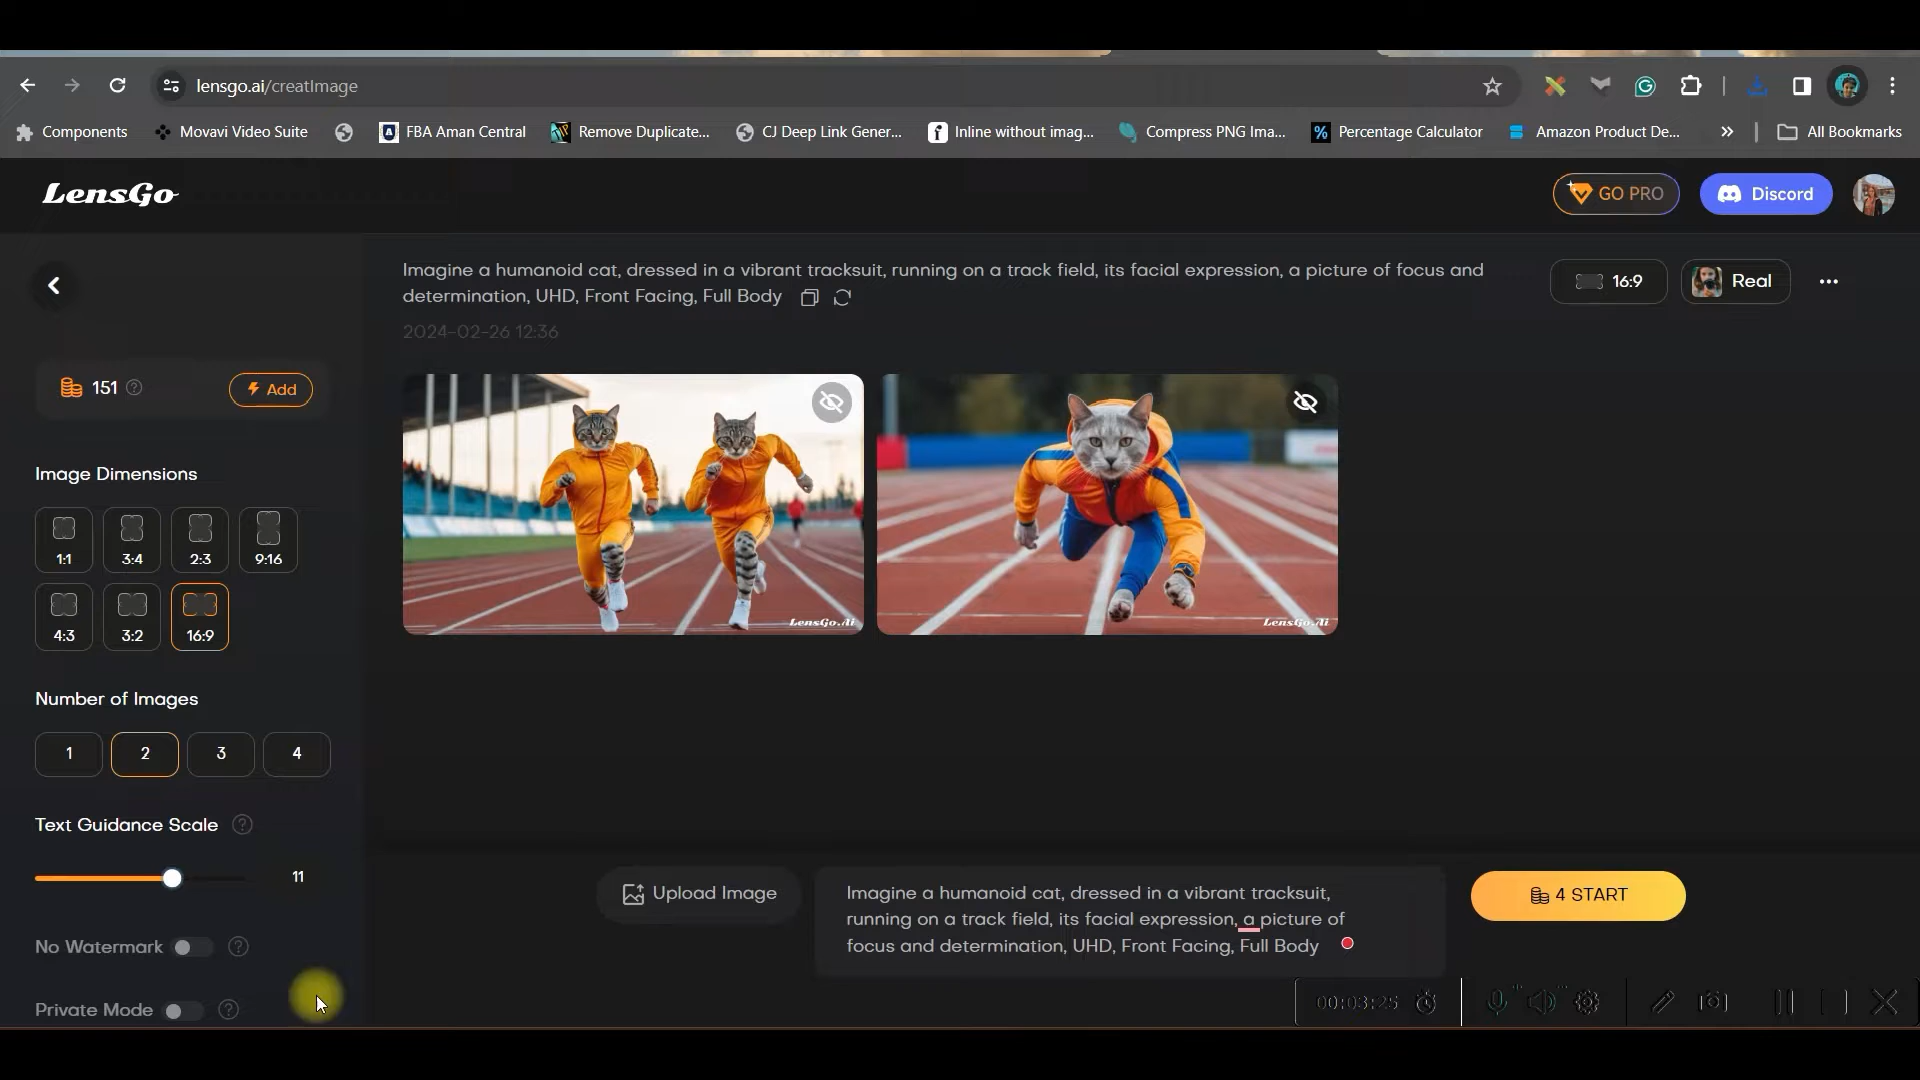 lensgo.ai/creatImage
Components Movavi Video Suite FBA Aman Central Remove Duplicate... CJ Deep Link Gener... Inline without imag... Compress PNG Ima... Percentage Calculator Amazon Product De... » All Bookmarks
LensGo GO PRO Discord
Imagine a humanoid cat, dressed in a vibrant tracksuit, running on a track field, its facial expression, a picture of focus and
determination, UHD, Front Facing, Full Body
16:9 Real
2024-02-26 12:36
151 Add
Image Dimensions
1:1 3:4 2:3 9:16
4:3 3:2 16:9
LensGo.Ai LensGo.Ai
Number of Images
1 2 3 4
Text Guidance Scale
11
No Watermark
Private Mode
Upload Image
Imagine a humanoid cat, dressed in a vibrant tracksuit,
running on a track field, its facial expression, a picture of
focus and determination, UHD, Front Facing, Full Body
4 START
00:03:25